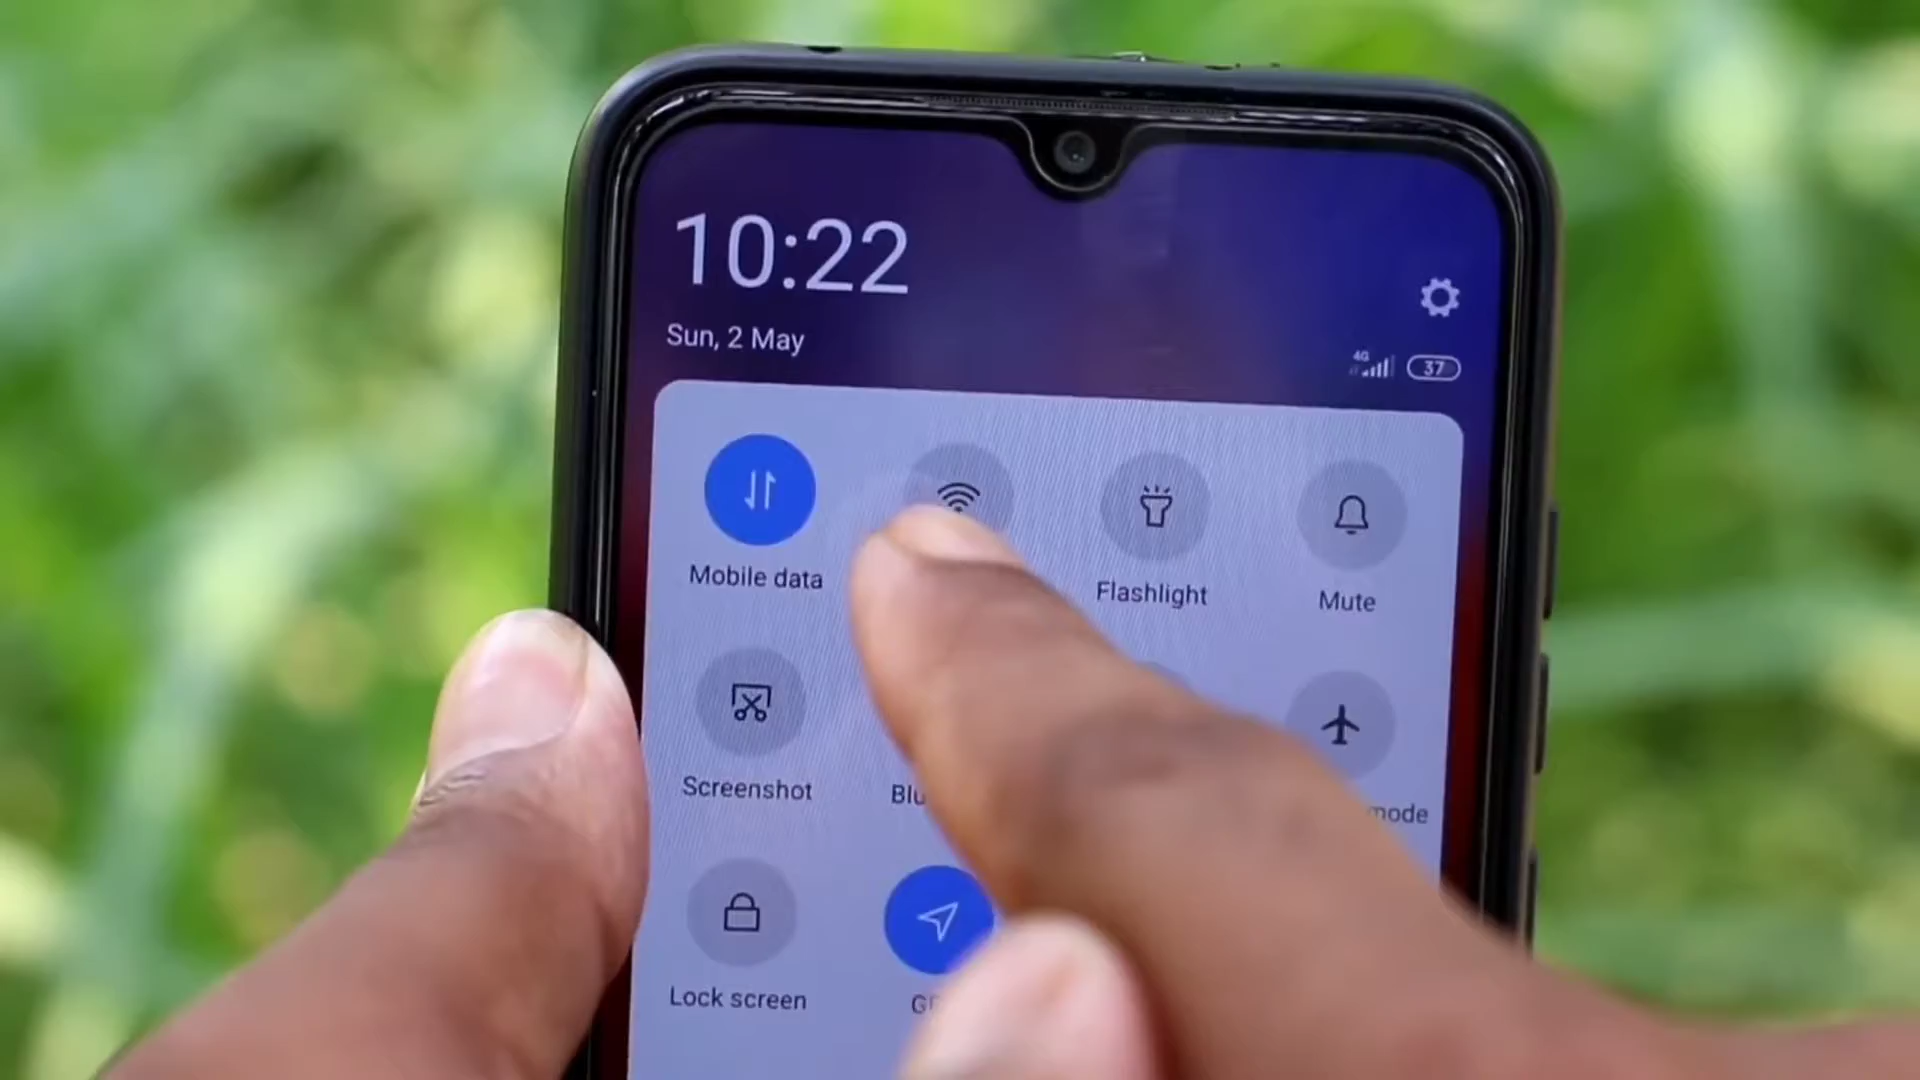 10:22
Sun, 2 May
4G
37
Mobile data
Flashlight
Mute
Screenshot
mode
Lock screen